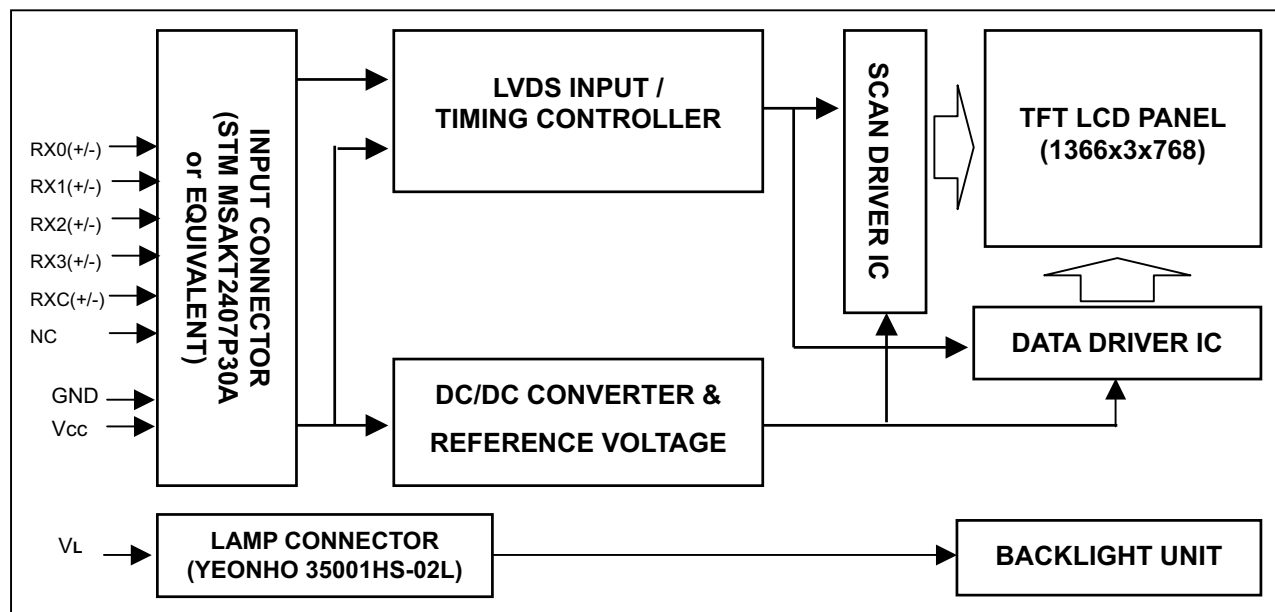 RX0(+/-)
RX1(+/-)
RX2(+/-)
RX3(+/-)
RXC(+/-)
NC
GND
Vcc
INPUT CONNECTOR
(STM MSAKT2407P30A
or EQUIVALENT)
LVDS INPUT /
TIMING CONTROLLER
SCAN DRIVER IC
TFT LCD PANEL
(1366x3x768)
DATA DRIVER IC
DC/DC CONVERTER &
REFERENCE VOLTAGE
VL
LAMP CONNECTOR
(YEONHO 35001HS-02L)
BACKLIGHT UNIT